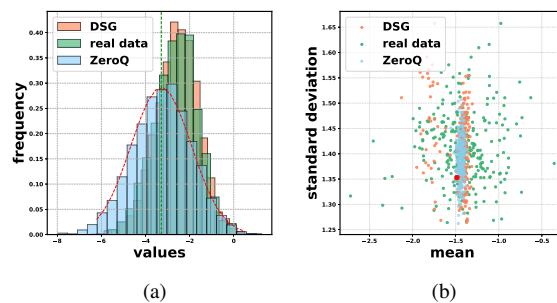 DSG
real data
ZeroQ
frequency
0.40
0.35
0.30
0.25
0.20
0.15
0.10
0.05
0.00
−8
−6
−4
−2
0
values
(a)
DSG
real data
ZeroQ
standard deviation
1.65
1.60
1.55
1.50
1.45
1.40
1.35
1.30
1.25
−2.5
−2.0
−1.5
−1.0
−0.5
mean
(b)